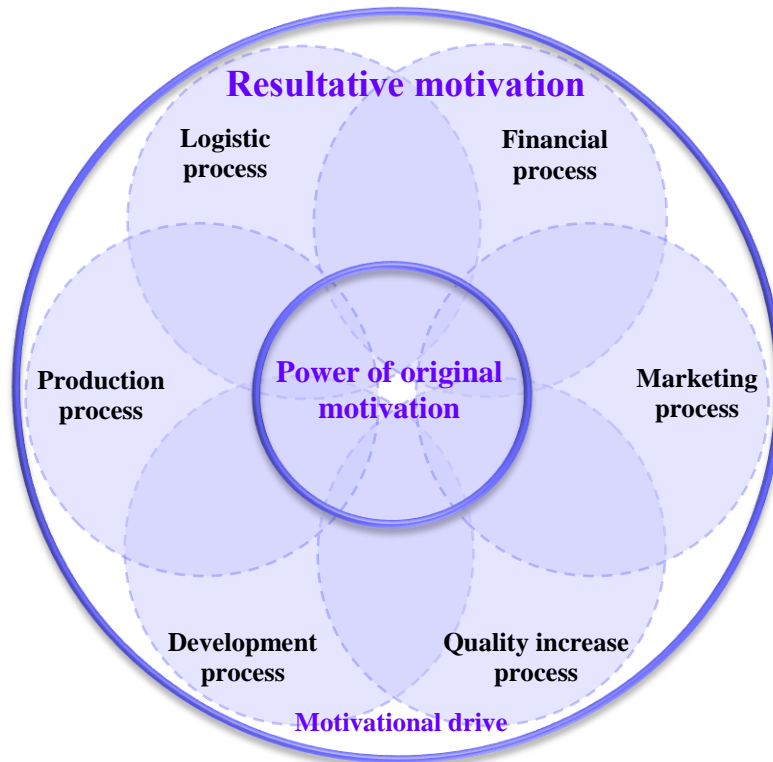 Resultative motivation
Logistic
process
Financial
process
Production
process
Power of original
motivation
Marketing
process
Development
process
Quality increase
process
Motivational drive